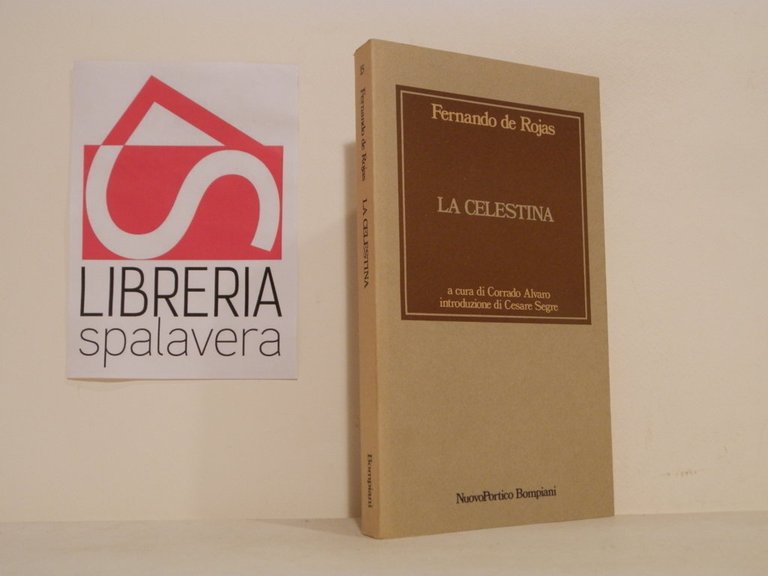 LIBRERIA
spalavera
Fernando de Rojas LA CELESTINA
Bompiani
Fernando de Rojas
LA CELESTINA
a cura di Corrado Alvaro
introduzione di Cesare Segre
NuovoPortico Bompiani